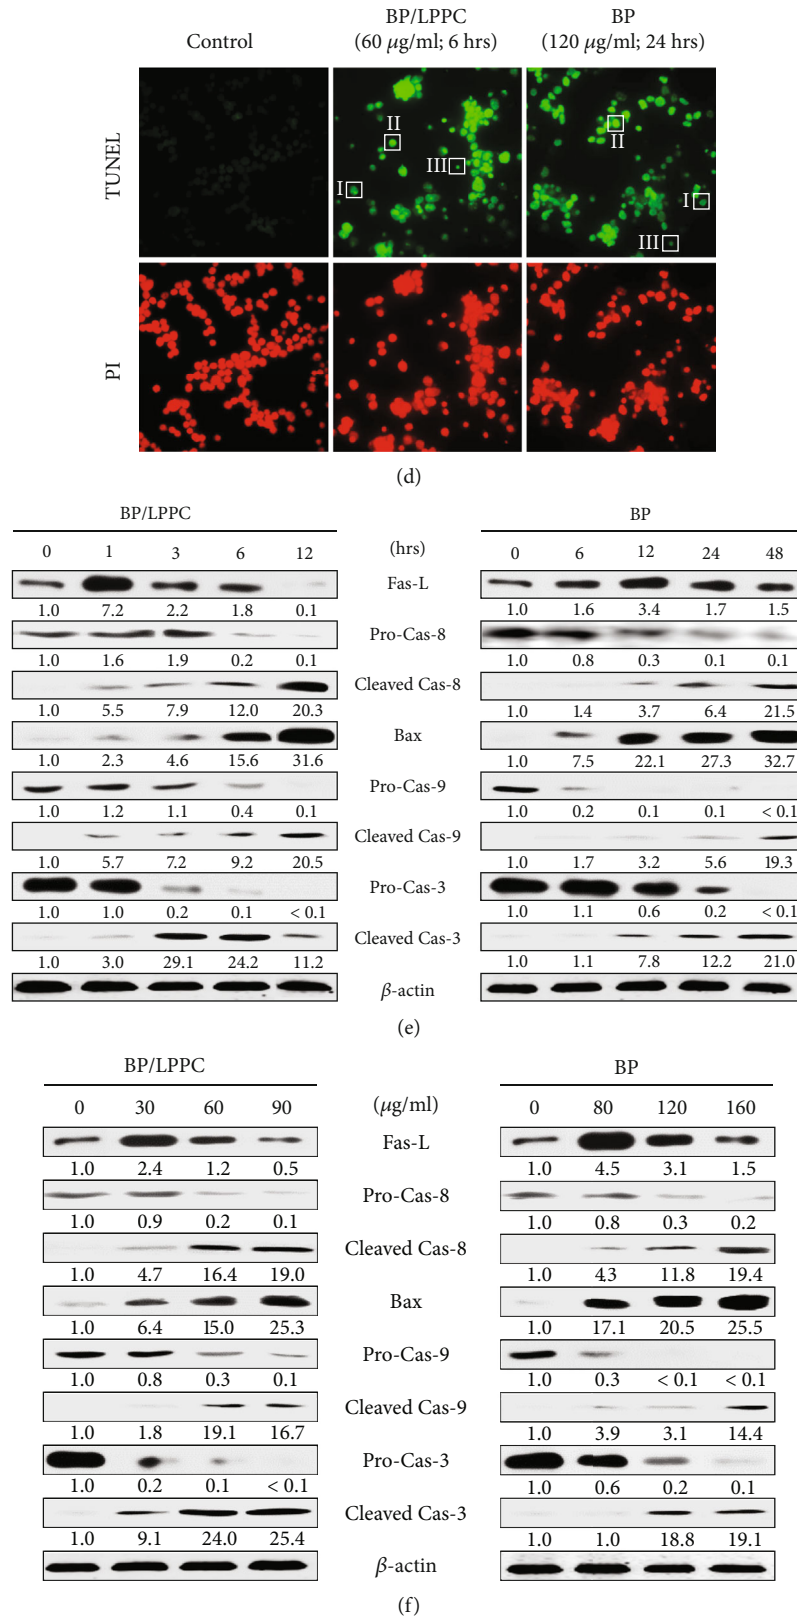 BP/LPPC BP
Control (60 μg/ml; 6 hrs) (120 μg/ml; 24 hrs)
TUNEL
II
III
I
II
I
III
PI
(d)
BP/LPPC BP
0 1 3 6 12 (hrs) 0 6 12 24 48
Fas-L
1.0 7.2 2.2 1.8 0.1 1.0 1.6 3.4 1.7 1.5
Pro-Cas-8
1.0 1.6 1.9 0.2 0.1 1.0 0.8 0.3 0.1 0.1
Cleaved Cas-8
1.0 5.5 7.9 12.0 20.3 1.0 1.4 3.7 6.4 21.5
Bax
1.0 2.3 4.6 15.6 31.6 1.0 7.5 22.1 27.3 32.7
Pro-Cas-9
1.0 1.2 1.1 0.4 0.1 1.0 0.2 0.1 0.1 < 0.1
Cleaved Cas-9
1.0 5.7 7.2 9.2 20.5 1.0 1.7 3.2 5.6 19.3
Pro-Cas-3
1.0 1.0 0.2 0.1 < 0.1 1.0 1.1 0.6 0.2 < 0.1
Cleaved Cas-3
1.0 3.0 29.1 24.2 11.2 1.0 1.1 7.8 12.2 21.0
β-actin
(e)
BP/LPPC BP
0 30 60 90 (μg/ml) 0 80 120 160
Fas-L
1.0 2.4 1.2 0.5 1.0 4.5 3.1 1.5
Pro-Cas-8
1.0 0.9 0.2 0.1 1.0 0.8 0.3 0.2
Cleaved Cas-8
1.0 4.7 16.4 19.0 1.0 4.3 11.8 19.4
Bax
1.0 6.4 15.0 25.3 1.0 17.1 20.5 25.5
Pro-Cas-9
1.0 0.8 0.3 0.1 1.0 0.3 < 0.1 < 0.1
Cleaved Cas-9
1.0 1.8 19.1 16.7 1.0 3.9 3.1 14.4
Pro-Cas-3
1.0 0.2 0.1 < 0.1 1.0 0.6 0.2 0.1
Cleaved Cas-3
1.0 9.1 24.0 25.4 1.0 1.0 18.8 19.1
β-actin
(f)